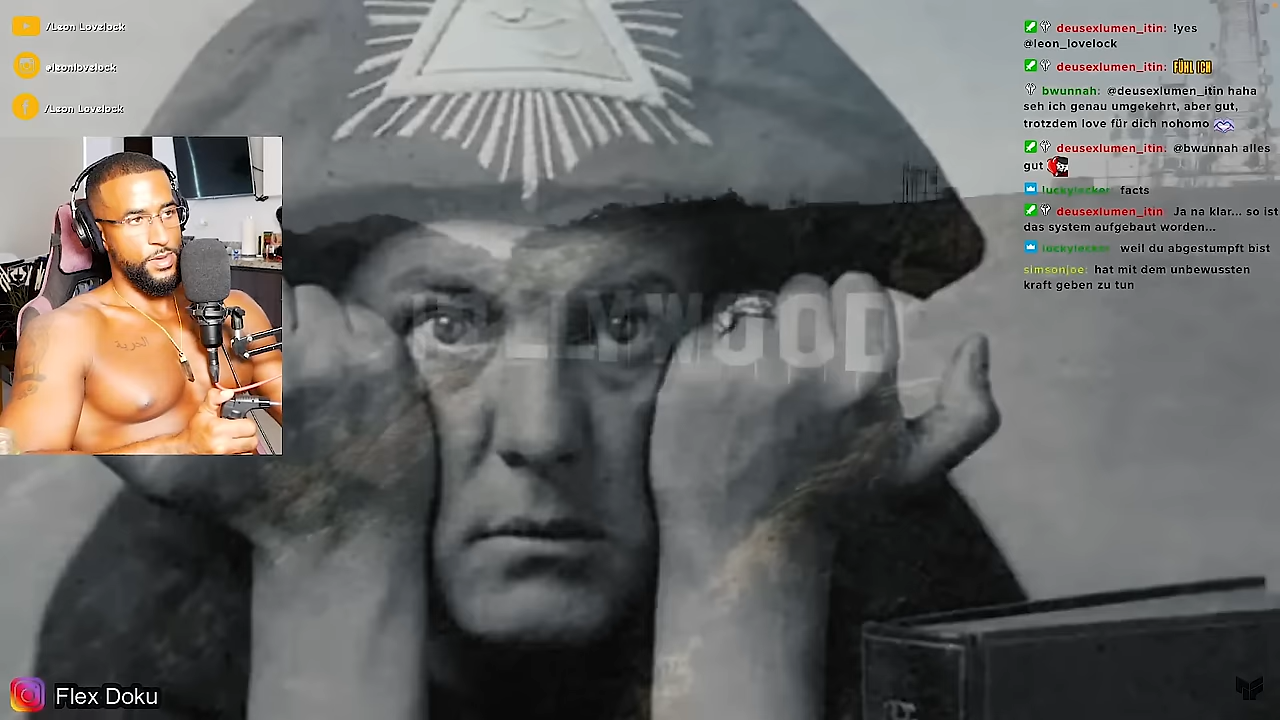 /Leon Lovelock
@leonlovelock
/Leon Lovelock
deusexlumen_itin: !yes
@leon_lovelock
deusexlumen_itin: FÜHL ICH
bwunnah: @deusexlumen_itin haha
seh ich genau umgekehrt, aber gut,
trotzdem love für dich nohomo
deusexlumen_itin: @bwunnah alles
gut
luckylecker: facts
deusexlumen_itin Ja na klar... so ist
das system aufgebaut worden...
luckylecker: weil du abgestumpft bist
simsonjoe: hat mit dem unbewussten
kraft geben zu tun
الحرية
HOLLYWOOD
Flex Doku